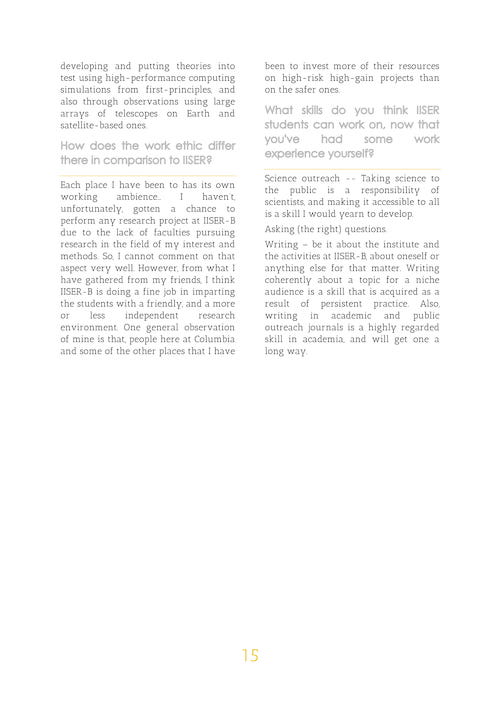 developing and putting theories into
test using high-performance computing
simulations from first-principles, and
also through observations using large
arrays of telescopes on Earth and
satellite-based ones.
How does the work ethic differ
there in comparison to IISER?
Each place I have been to has its own
working ambience.. I haven't,
unfortunately, gotten a chance to
perform any research project at IISER-B
due to the lack of faculties pursuing
research in the field of my interest and
methods. So, I cannot comment on that
aspect very well. However, from what I
have gathered from my friends, I think
IISER-B is doing a fine job in imparting
the students with a friendly, and a more
or less independent research
environment. One general observation
of mine is that, people here at Columbia
and some of the other places that I have
been to invest more of their resources
on high-risk high-gain projects than
on the safer ones.
What skills do you think IISER
students can work on, now that
you've had some work
experience yourself?
Science outreach -- Taking science to
the public is a responsibility of
scientists, and making it accessible to all
is a skill I would yearn to develop.
Asking (the right) questions.
Writing – be it about the institute and
the activities at IISER-B, about oneself or
anything else for that matter. Writing
coherently about a topic for a niche
audience is a skill that is acquired as a
result of persistent practice. Also,
writing in academic and public
outreach journals is a highly regarded
skill in academia, and will get one a
long way.
15